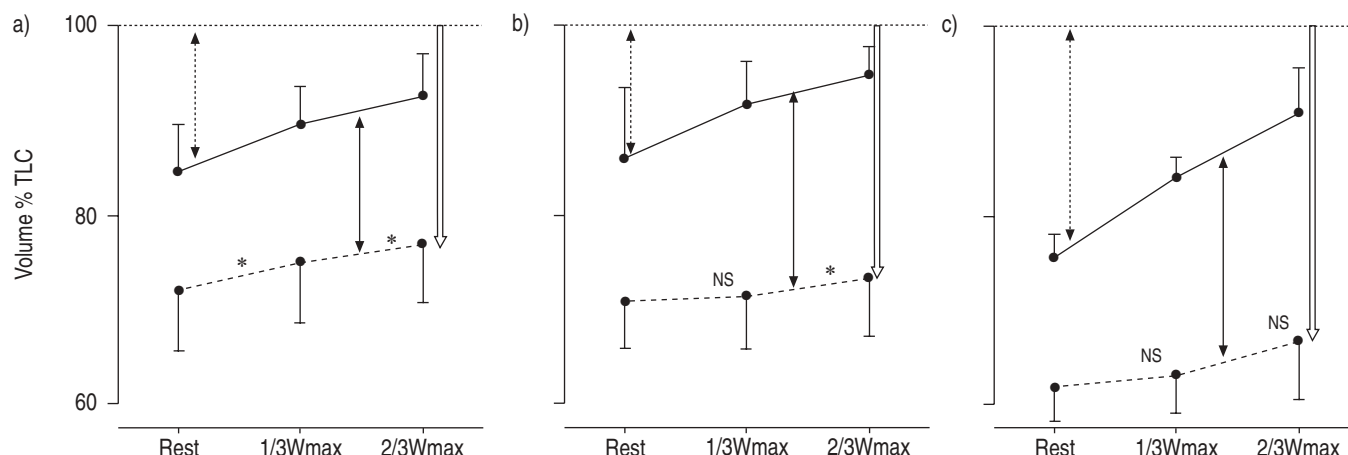 a)
b)
c)
100
80
60
Volume % TLC
*
*
NS
*
NS
NS
Rest 1/3Wmax 2/3Wmax
Rest 1/3Wmax 2/3Wmax
Rest 1/3Wmax 2/3Wmax